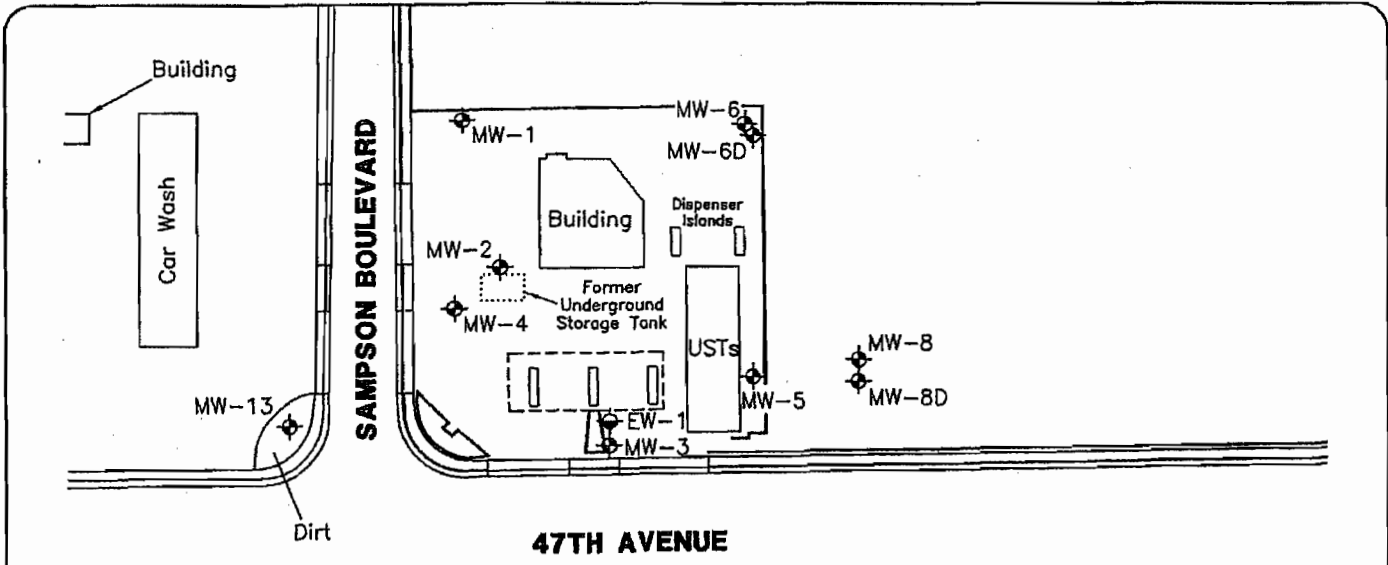 Building
Car Wash
SAMPSON BOULEVARD
MW-1
MW-6
MW-6D
Building
Dispenser
Islands
MW-2
Former
Underground
Storage Tank
MW-4
USTs
MW-8
MW-8D
MW-5
MW-13
EW-1
MW-3
Dirt
47TH AVENUE